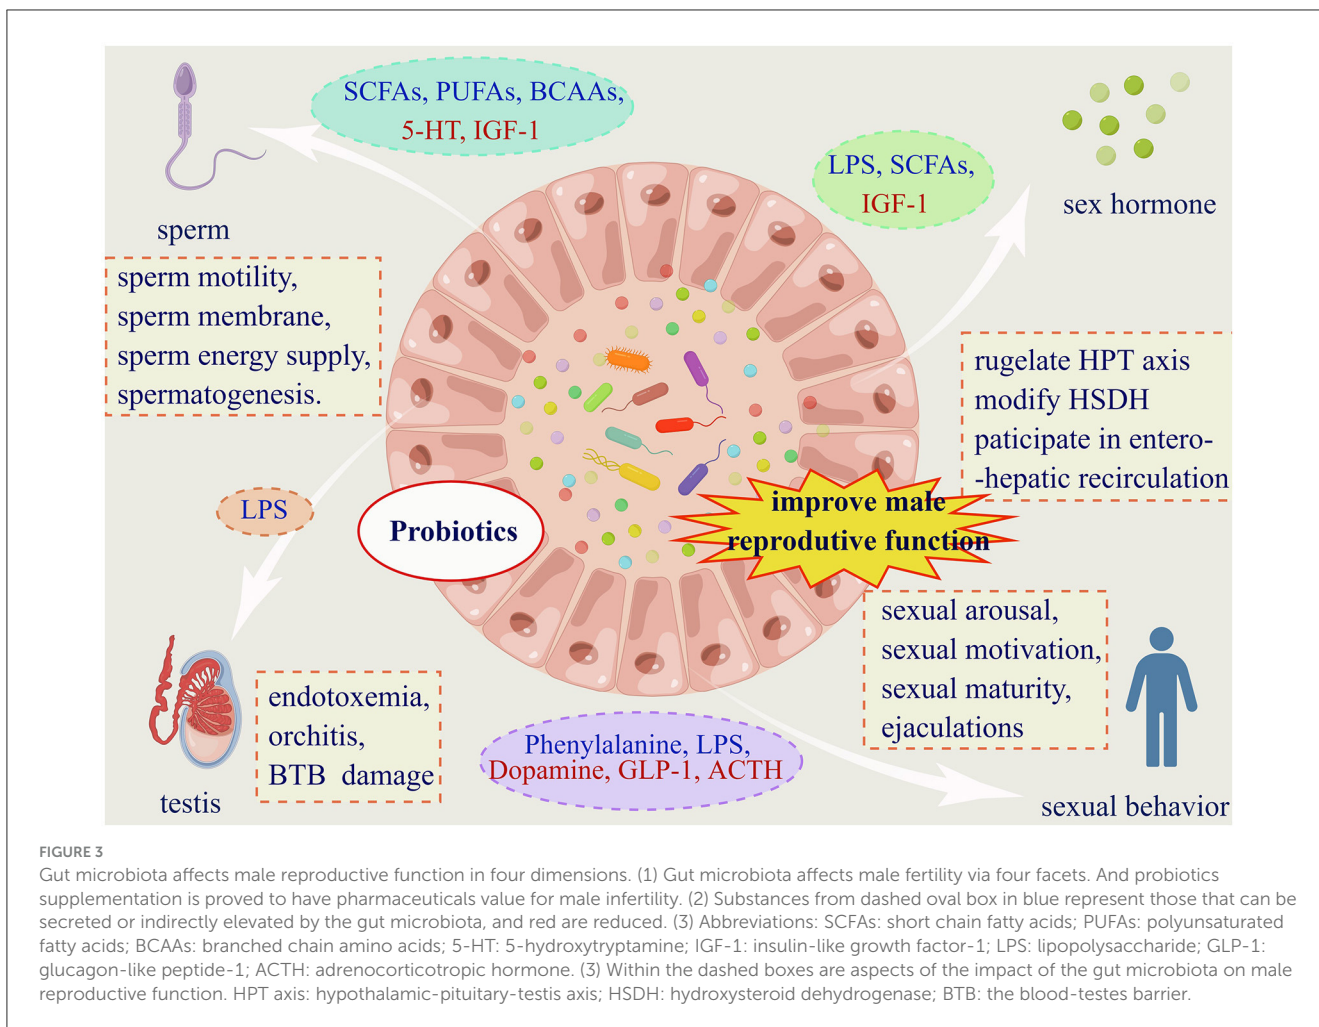 SCFAs, PUFAs, BCAAs,
5-HT, IGF-1
LPS, SCFAs,
IGF-1
sperm
sex hormone
sperm motility,
sperm membrane,
sperm energy supply,
spermatogenesis.
rugelate HPT axis
modify HSDH
paticipate in entero-
-hepatic recirculation
LPS
Probiotics
improve male
reprodutive function
sexual arousal,
sexual motivation,
sexual maturity,
ejaculations
endotoxemia,
orchitis,
BTB damage
testis
Phenylalanine, LPS,
Dopamine, GLP-1, ACTH
sexual behavior
FIGURE 3
Gut microbiota affects male reproductive function in four dimensions. (1) Gut microbiota affects male fertility via four facets. And probiotics
supplementation is proved to have pharmaceuticals value for male infertility. (2) Substances from dashed oval box in blue represent those that can be
secreted or indirectly elevated by the gut microbiota, and red are reduced. (3) Abbreviations: SCFAs: short chain fatty acids; PUFAs: polyunsaturated
fatty acids; BCAAs: branched chain amino acids; 5-HT: 5-hydroxytryptamine; IGF-1: insulin-like growth factor-1; LPS: lipopolysaccharide; GLP-1:
glucagon-like peptide-1; ACTH: adrenocorticotropic hormone. (3) Within the dashed boxes are aspects of the impact of the gut microbiota on male
reproductive function. HPT axis: hypothalamic-pituitary-testis axis; HSDH: hydroxysteroid dehydrogenase; BTB: the blood-testes barrier.